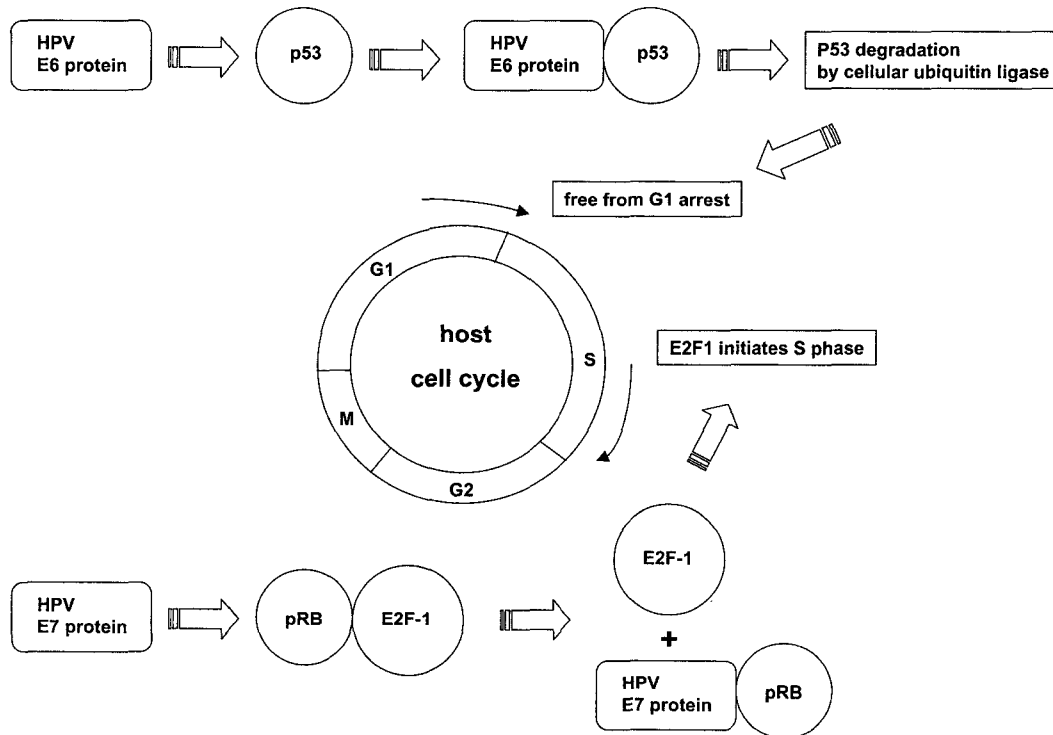 HPV
E6 protein
p53
HPV
E6 protein
p53
P53 degradation
by cellular ubiquitin ligase
free from G1 arrest
G1
host
cell cycle
S
E2F1 initiates S phase
M
G2
HPV
E7 protein
pRB
E2F-1
E2F-1
+
HPV
E7 protein
pRB